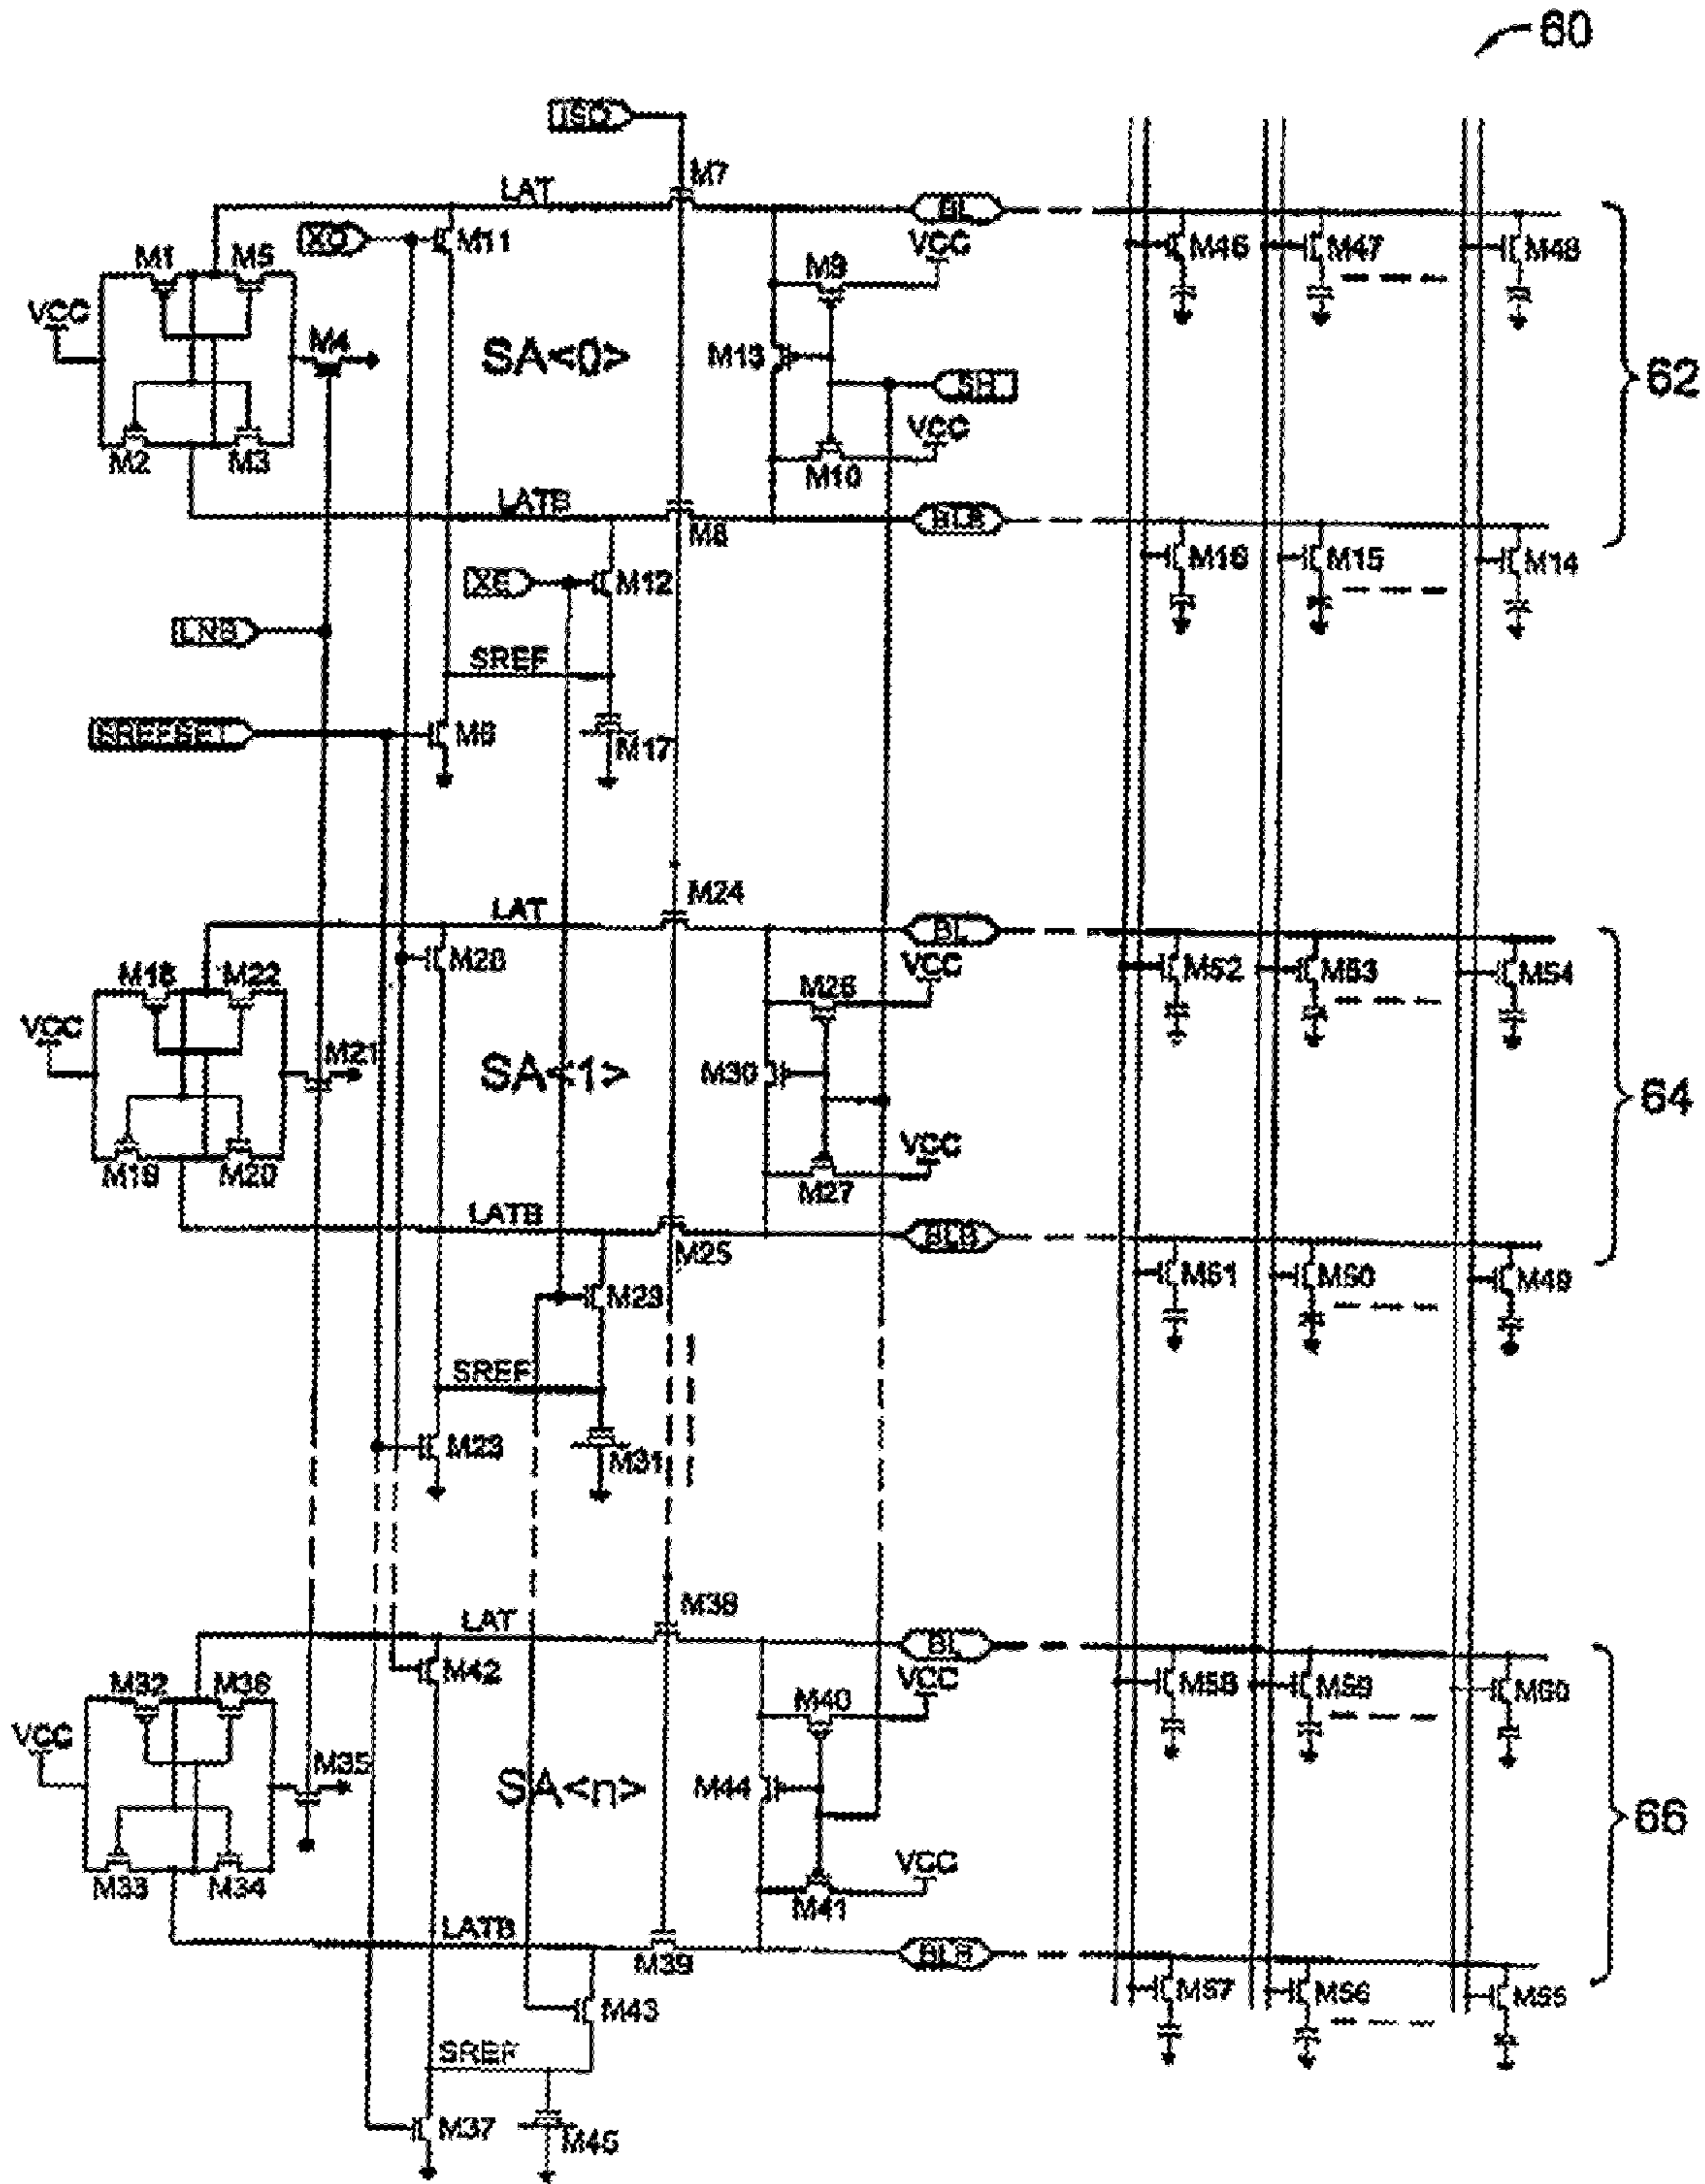 60
ISO
M7
LAT
BL
XO
M11
VCC
M46
M47
M48
M1
M5
M9
VCC
M4
SA<0>
M13
62
VCC
M2
M3
M10
LATB
BLB
M8
M16
M15
M14
XE
M12
LNB
SREF
SREFSET
M6
M17
M24
LAT
BL
M28
VCC
M52
M53
M54
M18
M22
M26
VCC
M21
SA<1>
M30
64
VCC
M19
M20
M27
LATB
BLB
M25
M51
M50
M49
M29
SREF
M23
M31
M38
LAT
BL
M42
VCC
M58
M59
M60
M32
M36
M40
VCC
M35
SA<n>
M44
66
VCC
M33
M34
M41
LATB
BLB
M39
M57
M56
M55
M43
SREF
M37
M45